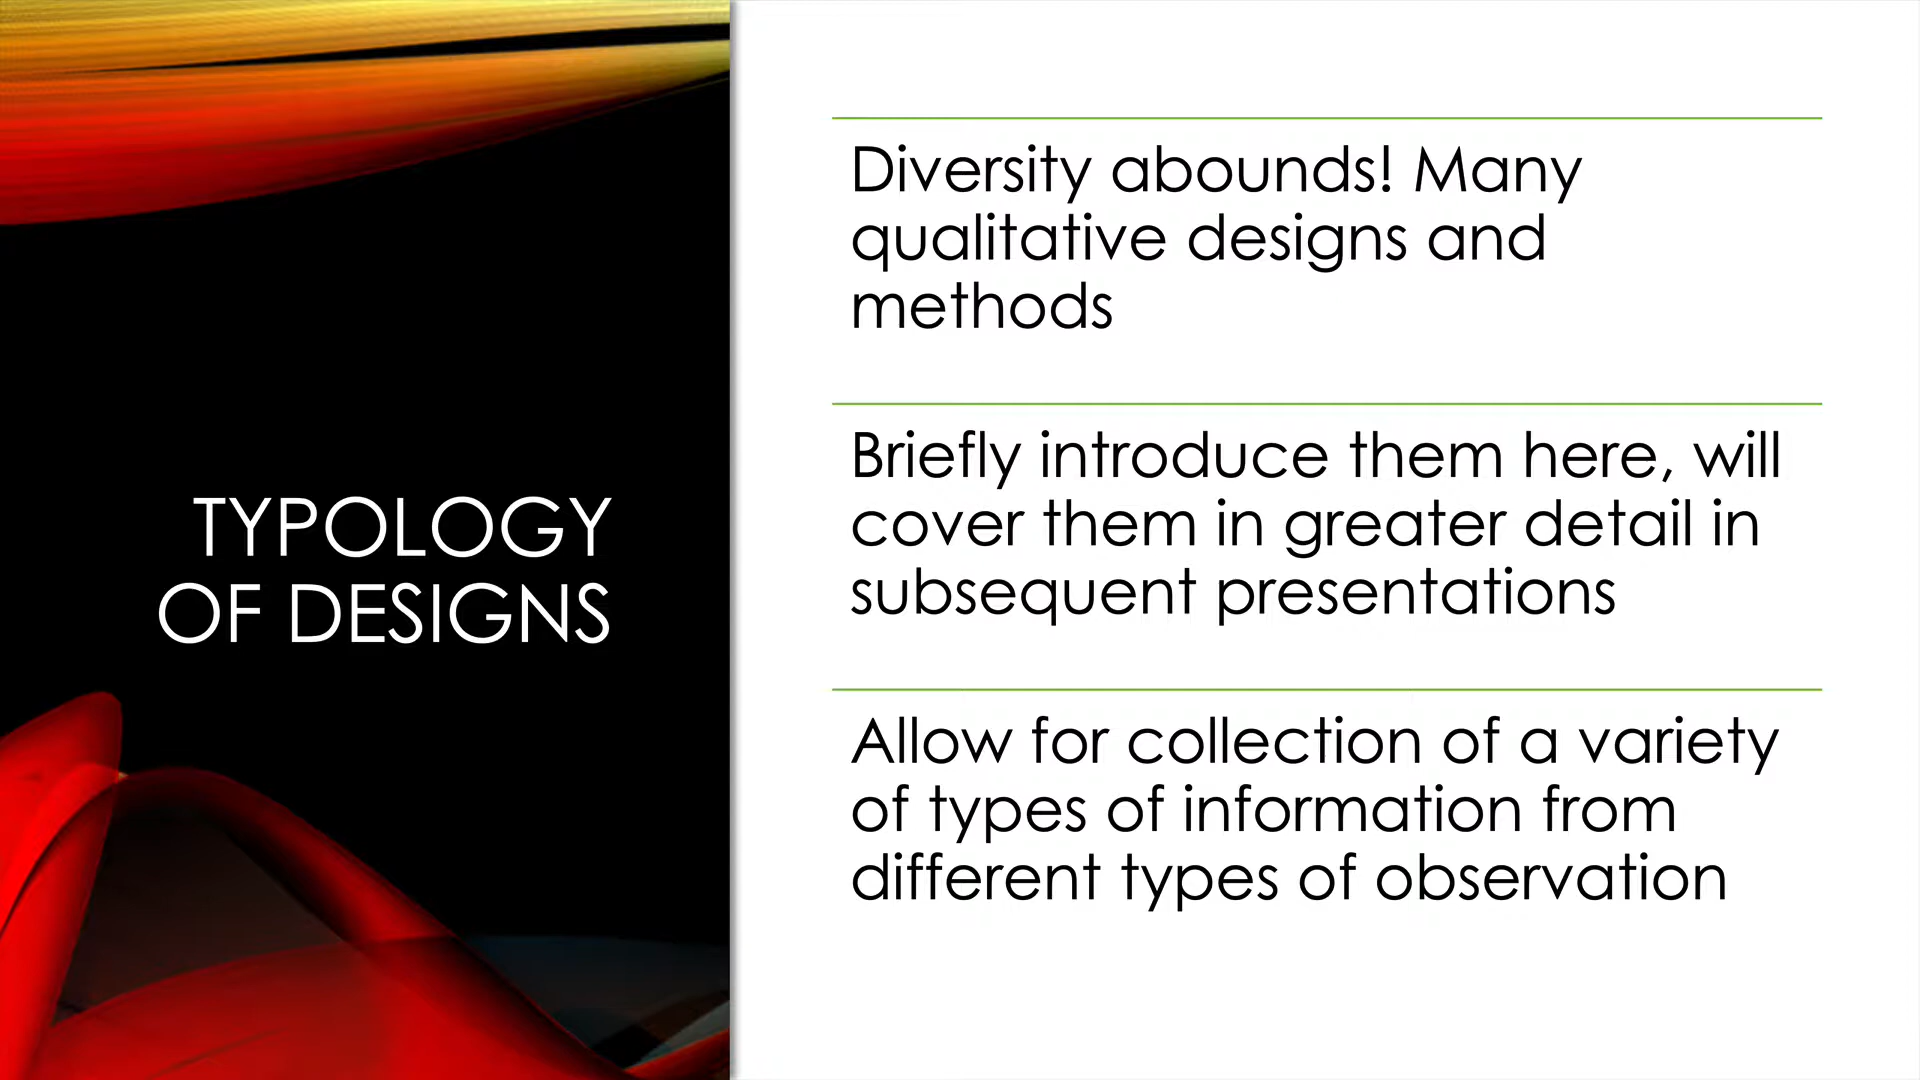 TYPOLOGY
OF DESIGNS
Diversity abounds! Many
qualitative designs and
methods
Briefly introduce them here, will
cover them in greater detail in
subsequent presentations
Allow for collection of a variety
of types of information from
different types of observation